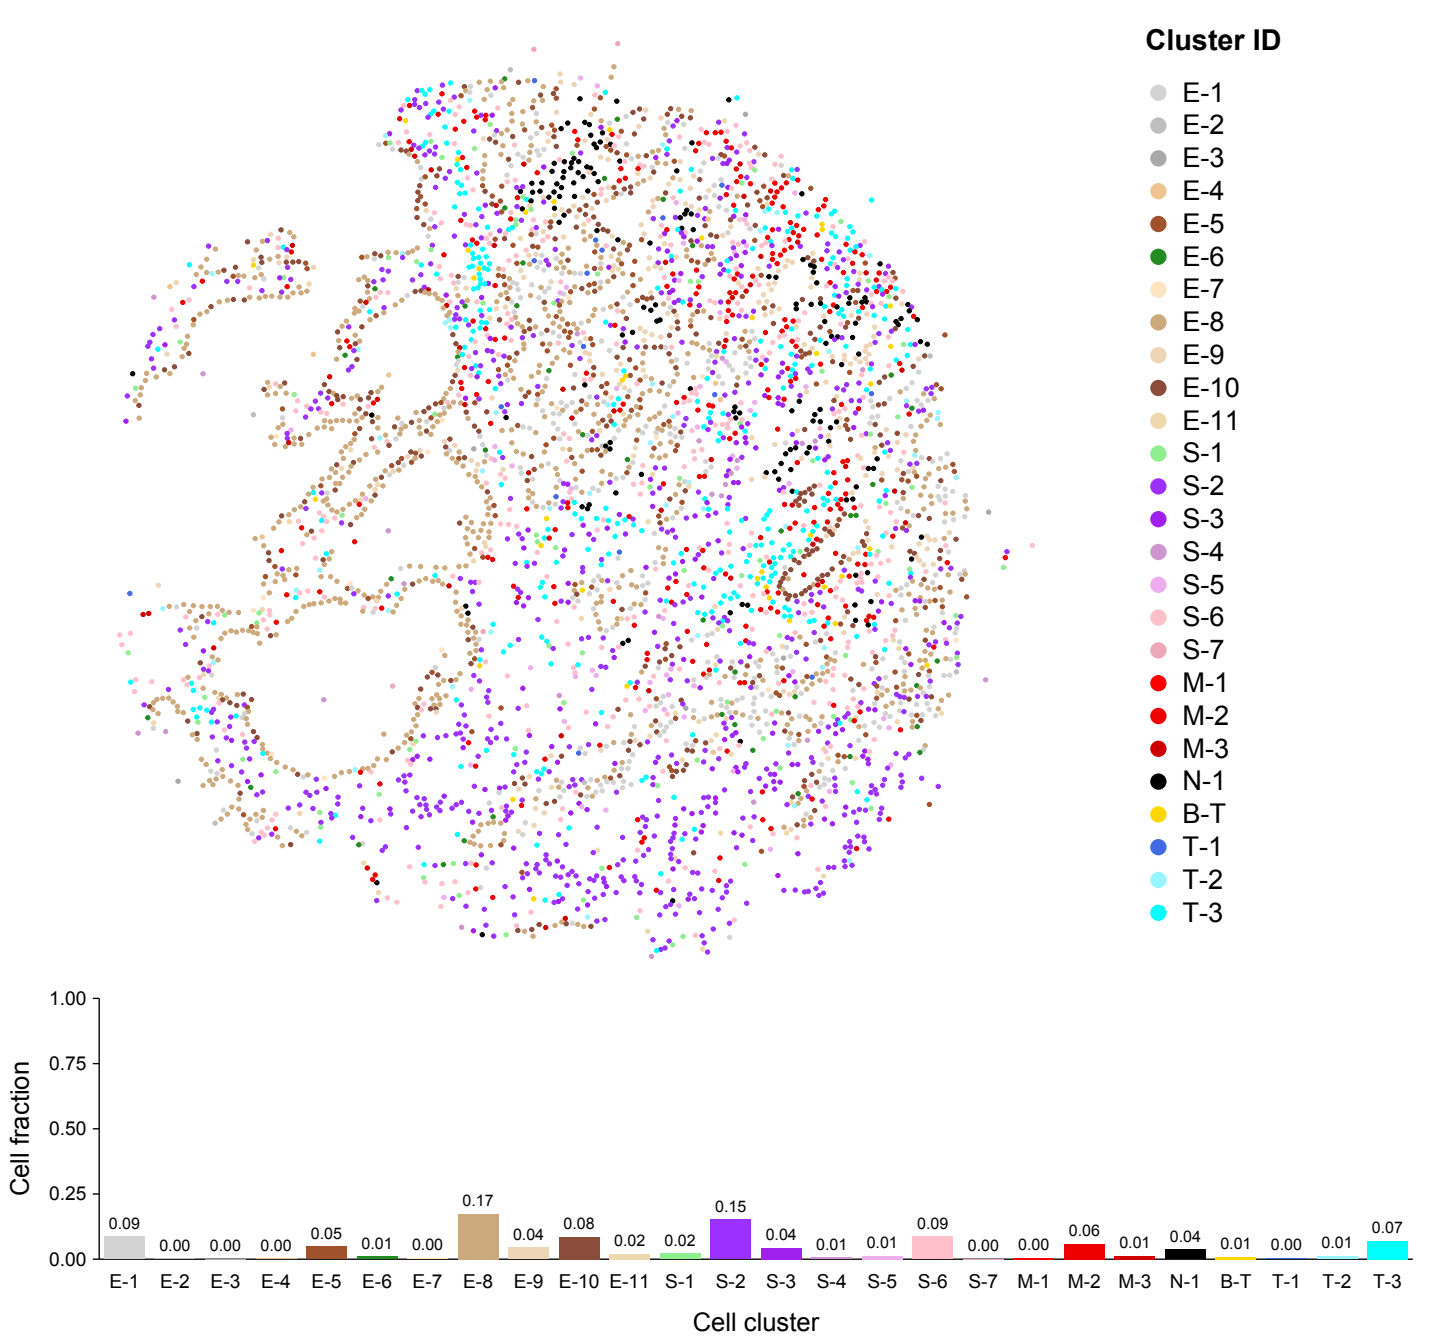 Cluster ID
E-1
E-2
E-3
E-4
E-5
E-6
E-7
E-8
E-9
E-10
E-11
S-1
S-2
S-3
S-4
S-5
S-6
S-7
M-1
M-2
M-3
N-1
B-T
T-1
T-2
T-3
Cell fraction
1.00
0.75
0.50
0.25
0.00
0.09 0.00 0.00 0.00 0.05 0.01 0.00 0.17 0.04 0.08 0.02 0.02 0.15 0.04 0.01 0.01 0.09 0.00 0.00 0.06 0.01 0.04 0.01 0.00 0.01 0.07
E-1 E-2 E-3 E-4 E-5 E-6 E-7 E-8 E-9 E-10 E-11 S-1 S-2 S-3 S-4 S-5 S-6 S-7 M-1 M-2 M-3 N-1 B-T T-1 T-2 T-3
Cell cluster